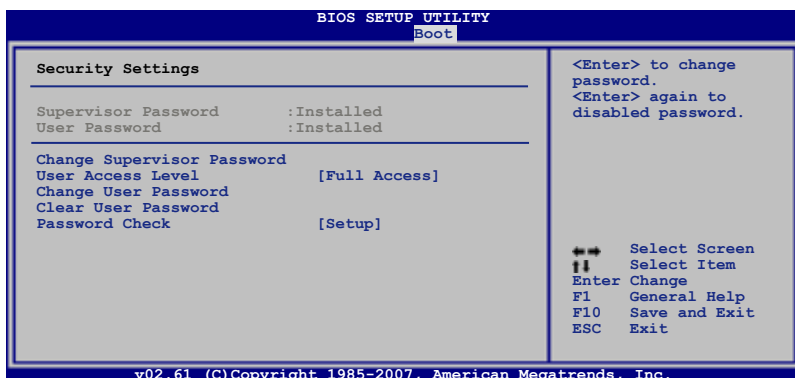 BIOS SETUP UTILITY
Boot
Security Settings
Supervisor Password :Installed
User Password :Installed
Change Supervisor Password
User Access Level [Full Access]
Change User Password
Clear User Password
Password Check [Setup]
<Enter> to change
password.
<Enter> again to
disabled password.
←→ Select Screen
↑↓ Select Item
Enter Change
F1 General Help
F10 Save and Exit
ESC Exit
v02.61 (C)Copyright 1985-2007, American Megatrends, Inc.